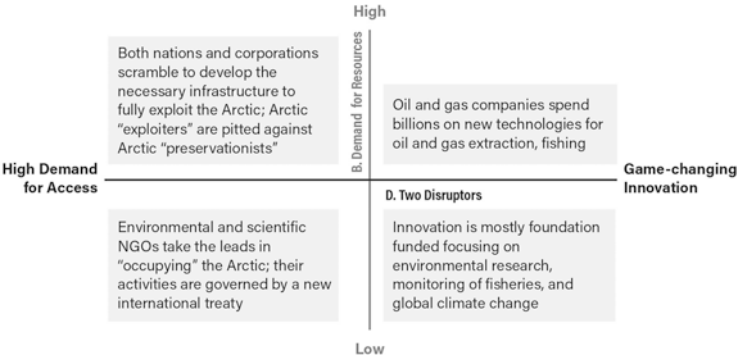 High
Both nations and corporations
scramble to develop the
necessary infrastructure to
fully exploit the Arctic; Arctic
“exploiters” are pitted against
Arctic “preservationists”
B. Demand for Resources
Oil and gas companies spend
billions on new technologies for
oil and gas extraction, fishing
High Demand
for Access
Game-changing
Innovation
D. Two Disruptors
Environmental and scientific
NGOs take the leads in
“occupying” the Arctic; their
activities are governed by a new
international treaty
Innovation is mostly foundation
funded focusing on
environmental research,
monitoring of fisheries, and
global climate change
Low